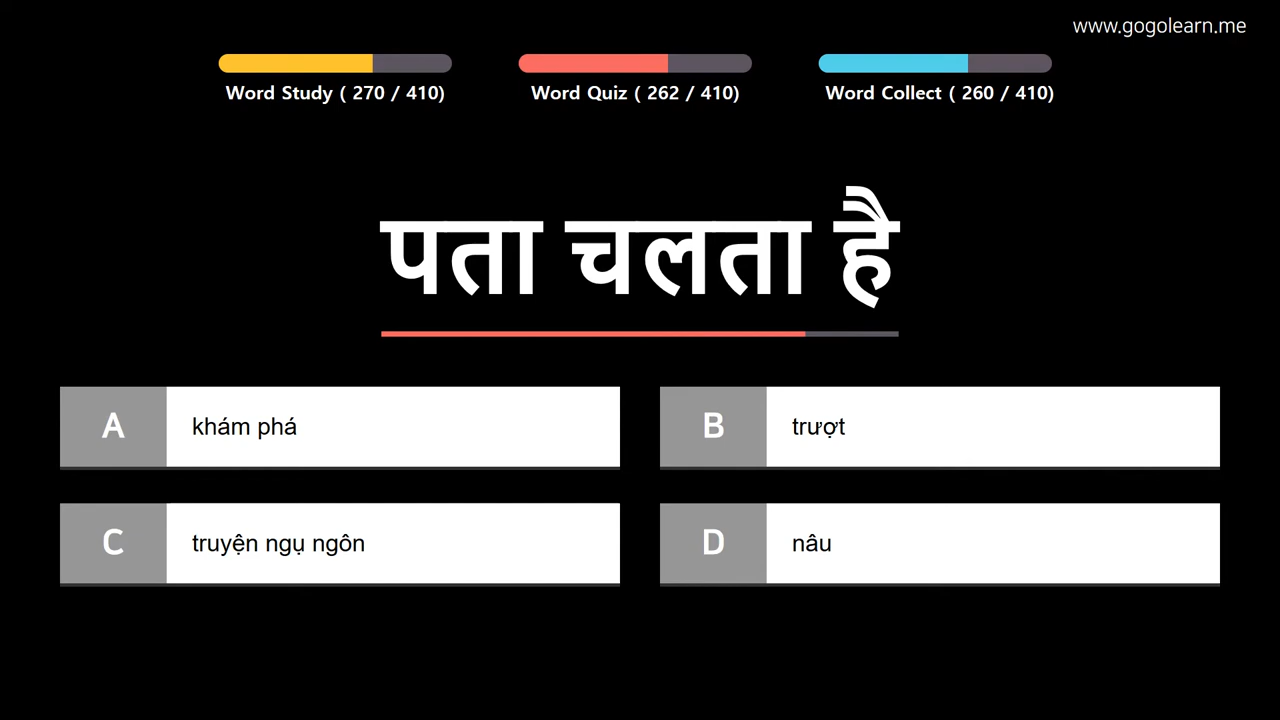 www.gogolearn.me
Word Study ( 270 / 410)
Word Quiz ( 262 / 410)
Word Collect ( 260 / 410)
पता चलता है
A khám phá
B trượt
C truyện ngụ ngôn
D nâu